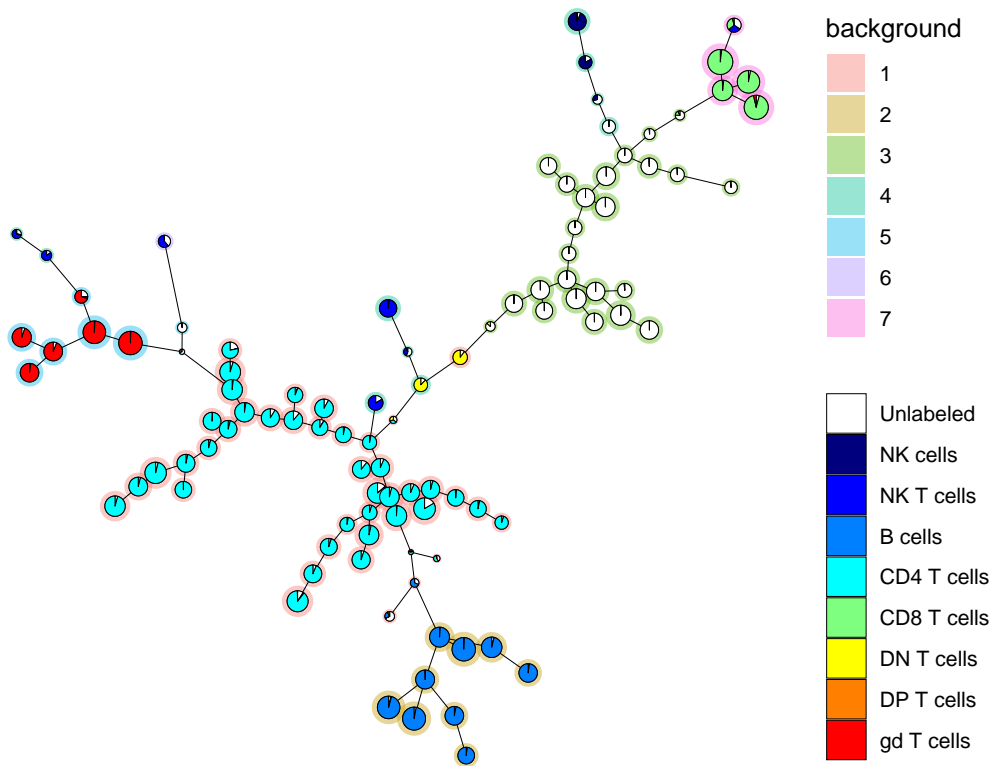 background
1
2
3
4
5
6
7
Unlabeled
NK cells
NK T cells
B cells
CD4 T cells
CD8 T cells
DN T cells
DP T cells
gd T cells